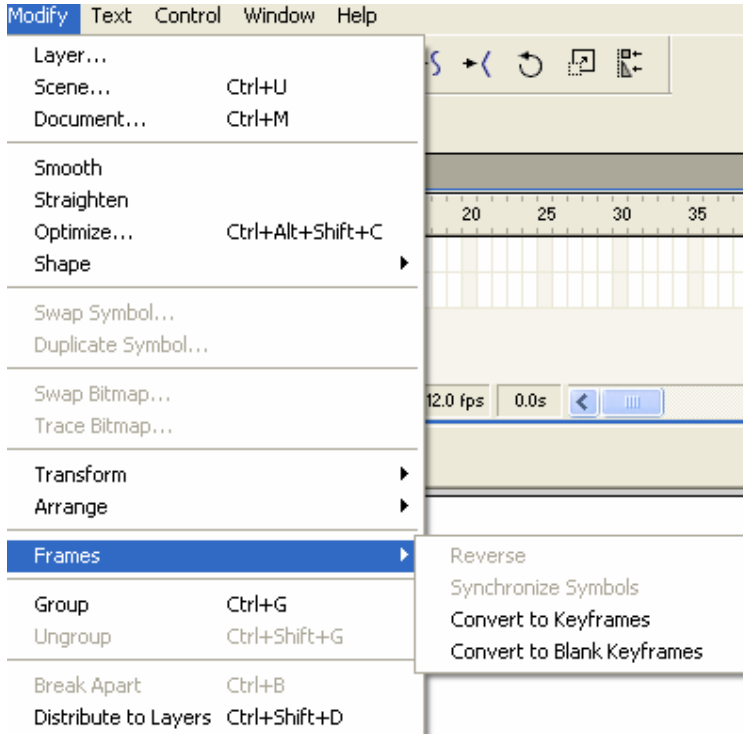 Modify Text Control Window Help
Layer...
Scene... Ctrl+U
Document... Ctrl+M
Smooth
Straighten
Optimize... Ctrl+Alt+Shift+C
Shape
Swap Symbol...
Duplicate Symbol...
Swap Bitmap...
Trace Bitmap...
Transform
Arrange
Frames
Group Ctrl+G
Ungroup Ctrl+Shift+G
Break Apart Ctrl+B
Distribute to Layers Ctrl+Shift+D
20 25 30 35
12.0 fps 0.0s
Reverse
Synchronize Symbols
Convert to Keyframes
Convert to Blank Keyframes